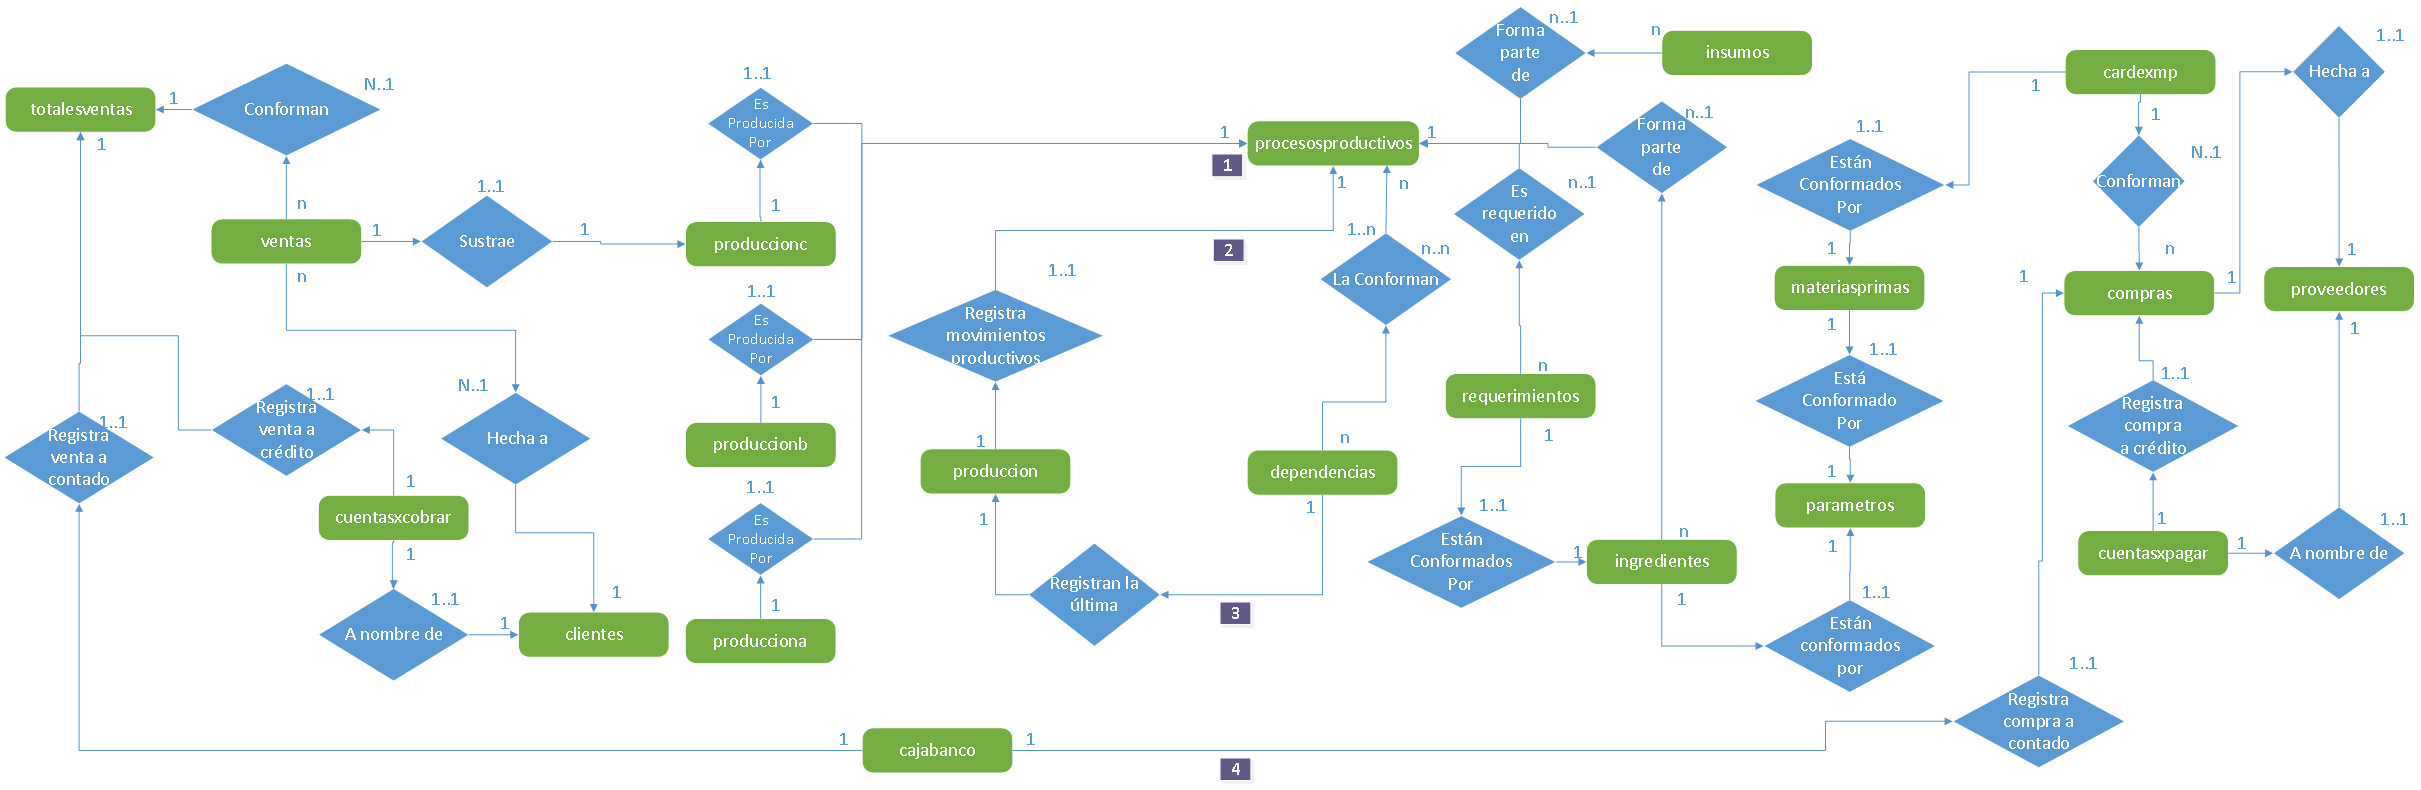 n..1
Forma
parte
de
n
insumos
1..1
Hecha a
cardexmp
1
1
totalesventas
1
1
Conforman
N..1
1..1
Es
Producida
Por
1
procesosproductivos
1
1
1
n
n..1
Forma
parte
de
1..1
Están
Conformados
Por
N..1
Conforman
n
ventas
1
n
1..1
Sustrae
1
1
produccionc
2
1..n
n..n
La Conforman
n..1
Es
requerido
en
1
materiasprimas
1
n
1
compras
1
1
proveedores
1
1..1
Registra
movimientos
productivos
1..1
Es
Producida
Por
1
produccionb
1..1
Está
Conformado
Por
1
n
requerimientos
1
1..1
Registra
compra
a crédito
1
1..1
Registra
venta a
contado
1..1
Registra
venta a
crédito
1
N..1
Hecha a
1
produccion
1
n
dependencias
1
parametros
1
cuentasxcobrar
1
1..1
Es
Producida
Por
1
producciona
1..1
Están
Conformados
Por
1
n
ingredientes
1
cuentasxpagar
1
1..1
A nombre de
1..1
A nombre de
1
1
clientes
Registran la
última
3
1..1
Están
conformados
por
1..1
Registra
compra a
contado
1
cajabanco
1
4